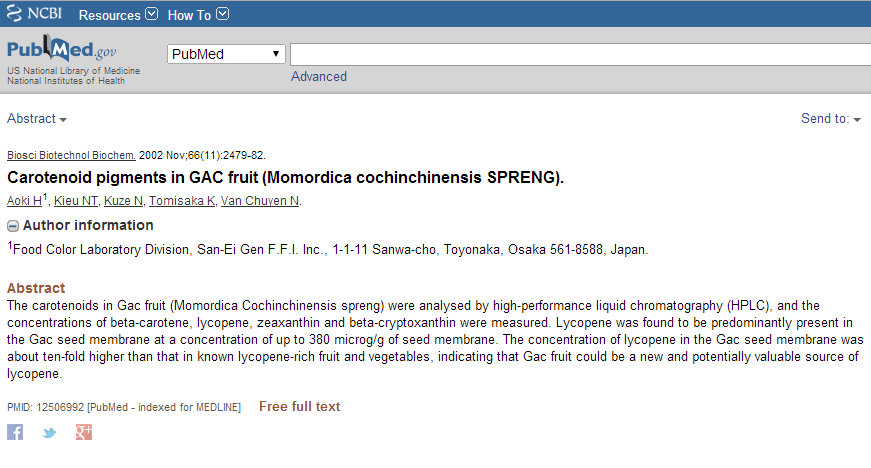 NCBI Resources How To
PubMed.gov
US National Library of Medicine
National Institutes of Health
PubMed
Advanced
Abstract
Send to:
Biosci Biotechnol Biochem. 2002 Nov;66(11):2479-82.
Carotenoid pigments in GAC fruit (Momordica cochinchinensis SPRENG).
Aoki H1, Kieu NT, Kuze N, Tomisaka K, Van Chuyen N.
Author information
1Food Color Laboratory Division, San-Ei Gen F.F.I. Inc., 1-1-11 Sanwa-cho, Toyonaka, Osaka 561-8588, Japan.
Abstract
The carotenoids in Gac fruit (Momordica Cochinchinensis spreng) were analysed by high-performance liquid chromatography (HPLC), and the
concentrations of beta-carotene, lycopene, zeaxanthin and beta-cryptoxanthin were measured. Lycopene was found to be predominantly present in
the Gac seed membrane at a concentration of up to 380 microg/g of seed membrane. The concentration of lycopene in the Gac seed membrane was
about ten-fold higher than that in known lycopene-rich fruit and vegetables, indicating that Gac fruit could be a new and potentially valuable source of
lycopene.
PMID: 12506992 [PubMed - indexed for MEDLINE] Free full text